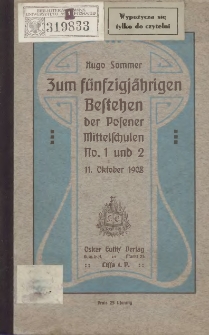 319833
Wypożycza się
tylko do czytelni
Hugo Sommer
Zum fünfzigjährigen
Bestehen
der Posener
Mittelschulen
No. 1 und 2
11. Oktober 1908
Oskar Eulitz Verlag
Lissa i. P.